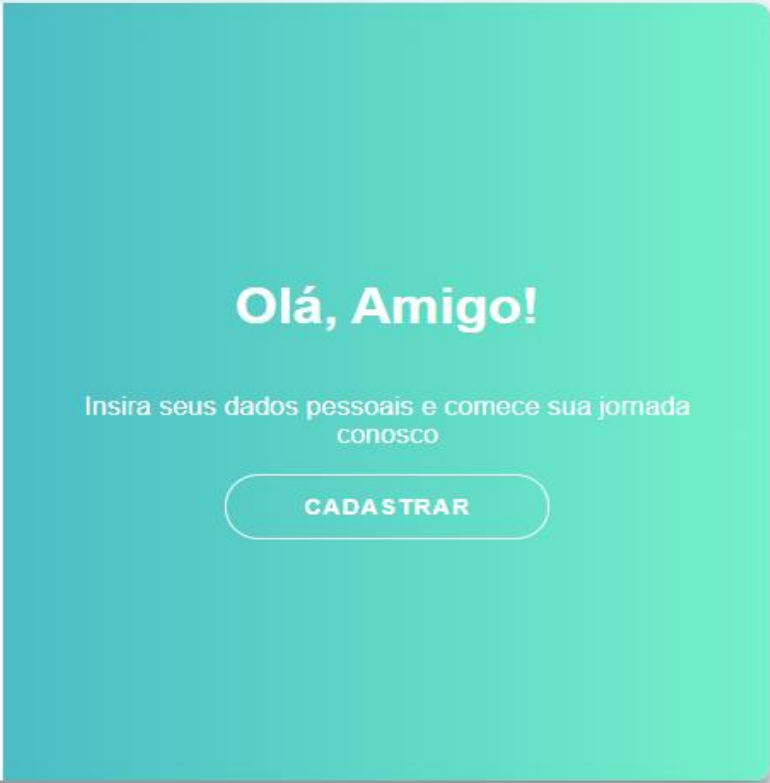 Olá, Amigo!
Insira seus dados pessoais e comece sua jornada
conosco
CADASTRAR